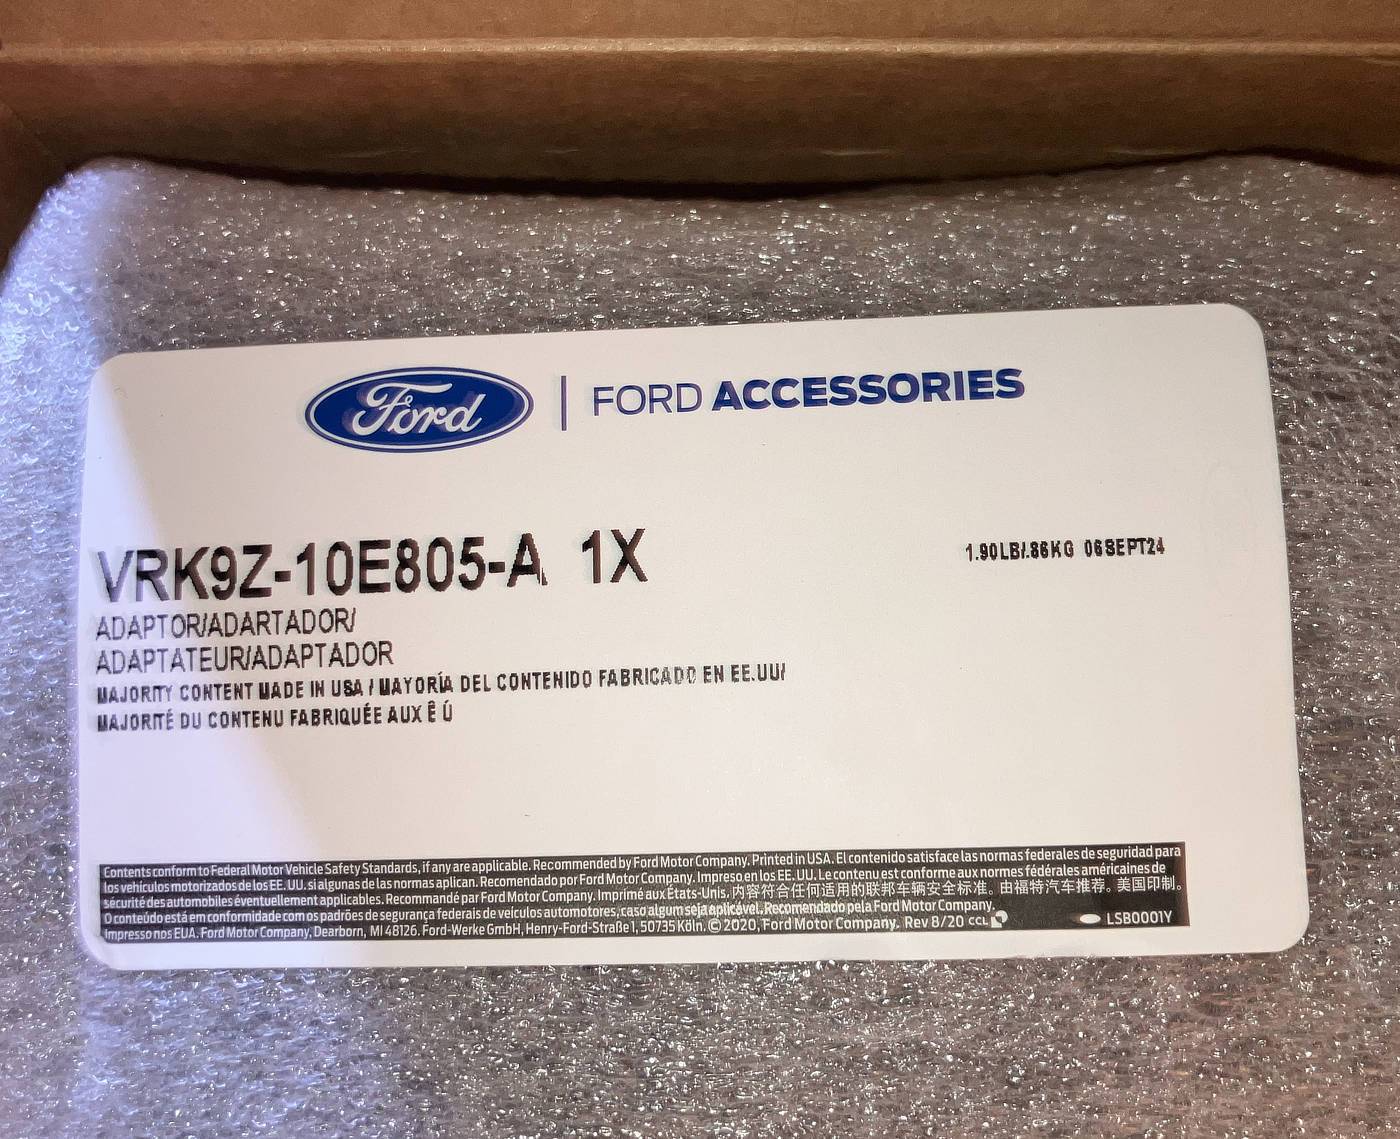 Ford | FORD ACCESSORIES
VRK9Z-10E805-A 1X
1.90LB/.86KG 06SEPT24
ADAPTOR/ADARTADOR/
ADAPTATEUR/ADAPTADOR
MAJORITY CONTENT MADE IN USA / MAYORÍA DEL CONTENIDO FABRICADO EN EE.UU/
MAJORITÉ DU CONTENU FABRIQUÉE AUX Ê Ú
Contents conform to Federal Motor Vehicle Safety Standards, if any are applicable. Recommended by Ford Motor Company. Printed in USA. El contenido satisface las normas federales de seguridad para
los vehículos motorizados de los EE. UU. si algunas de las normas aplican. Recomendado por Ford Motor Company. Impreso en los EE. UU. Le contenu est conforme aux normes fédérales américaines de
sécurité des automobiles éventuellement applicables. Recommandé par Ford Motor Company. Imprimé aux États-Unis. 内容符合任何适用的联邦车辆安全标准。由福特汽车推荐。美国印制。
O conteúdo está em conformidade com os padrões de segurança federais de veículos automotores, caso algum seja aplicável. Recomendado pela Ford Motor Company.
Impresso nos EUA. Ford Motor Company, Dearborn, MI 48126. Ford-Werke GmbH, Henry-Ford-Straße 1, 50735 Köln. © 2020, Ford Motor Company. Rev 8/20 CCL LSB0001Y